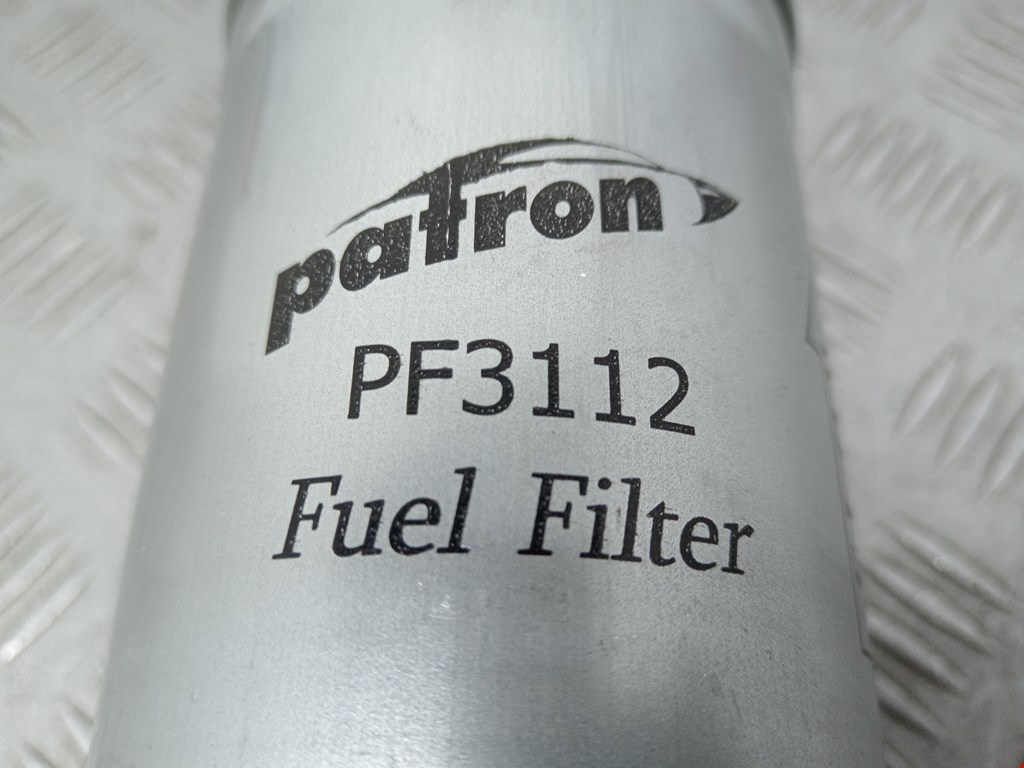 patron
PF3112
Fuel Filter